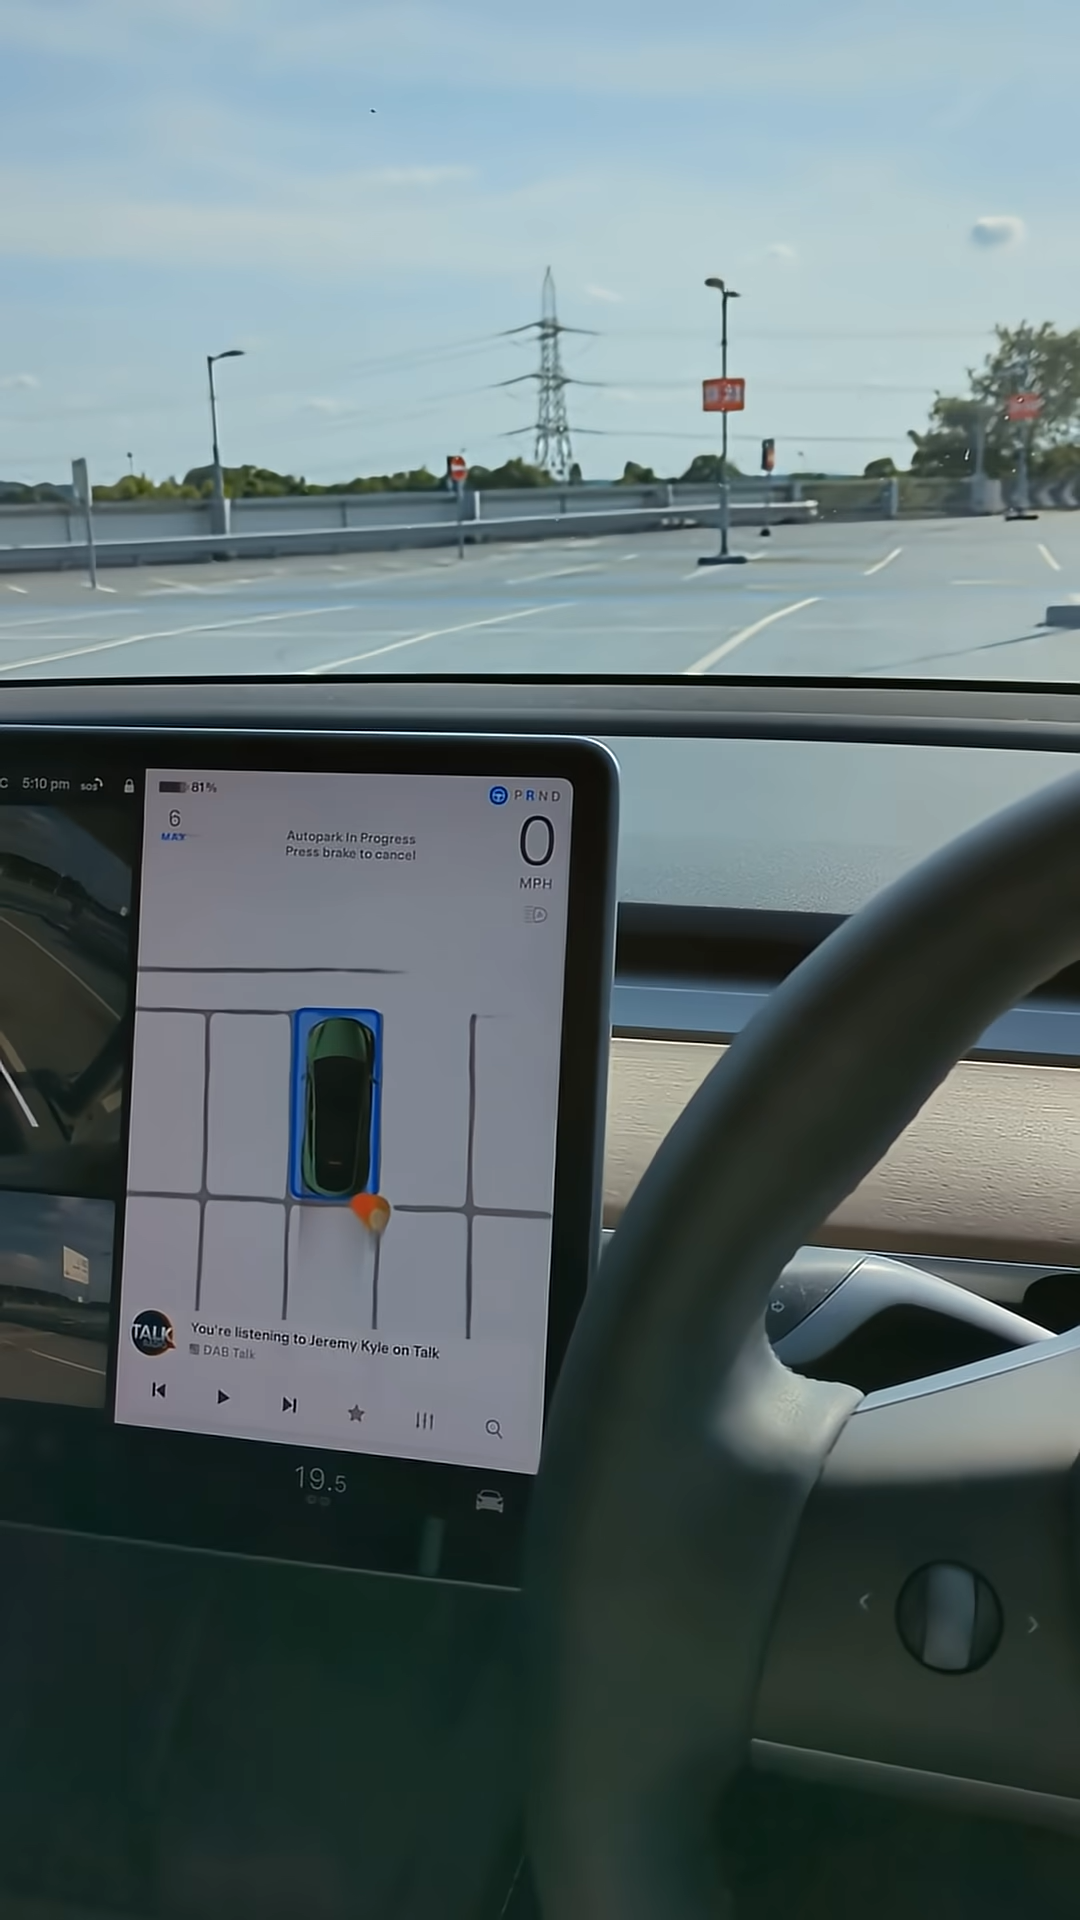 C 5:10 pm sos
81%
P R N D
6
MAX
Autopark In Progress
Press brake to cancel
0
MPH
TALK
You're listening to Jeremy Kyle on Talk
DAB Talk
19.5